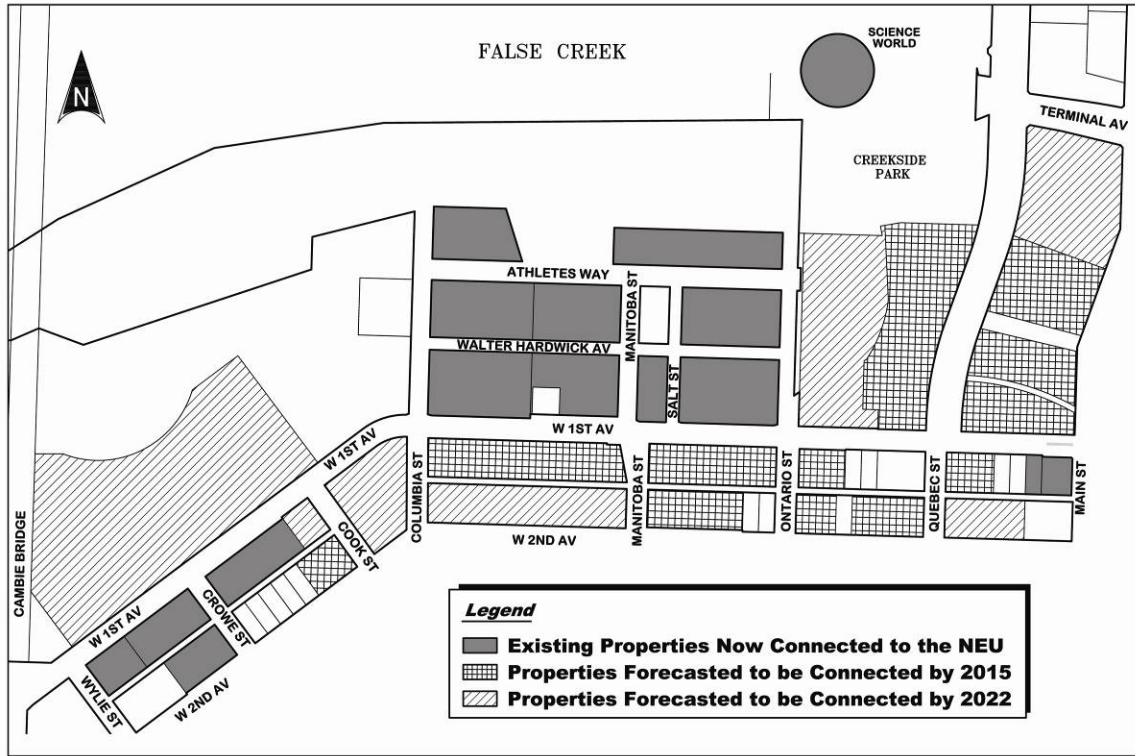 FALSE CREEK
SCIENCE
WORLD
N
TERMINAL AV
CREEKSIDE
PARK
ATHLETES WAY
MANITOBA ST
WALTER HARDWICK AV
SALT ST
W 1ST AV
W 1ST AV
COLUMBIA ST
MANITOBA ST
ONTARIO ST
QUEBEC ST
MAIN ST
W 2ND AV
COOK ST
CAMBIE BRIDGE
CROWE ST
W 1ST AV
WYLIE ST
W 2ND AV
Legend
Existing Properties Now Connected to the NEU
Properties Forecasted to be Connected by 2015
Properties Forecasted to be Connected by 2022